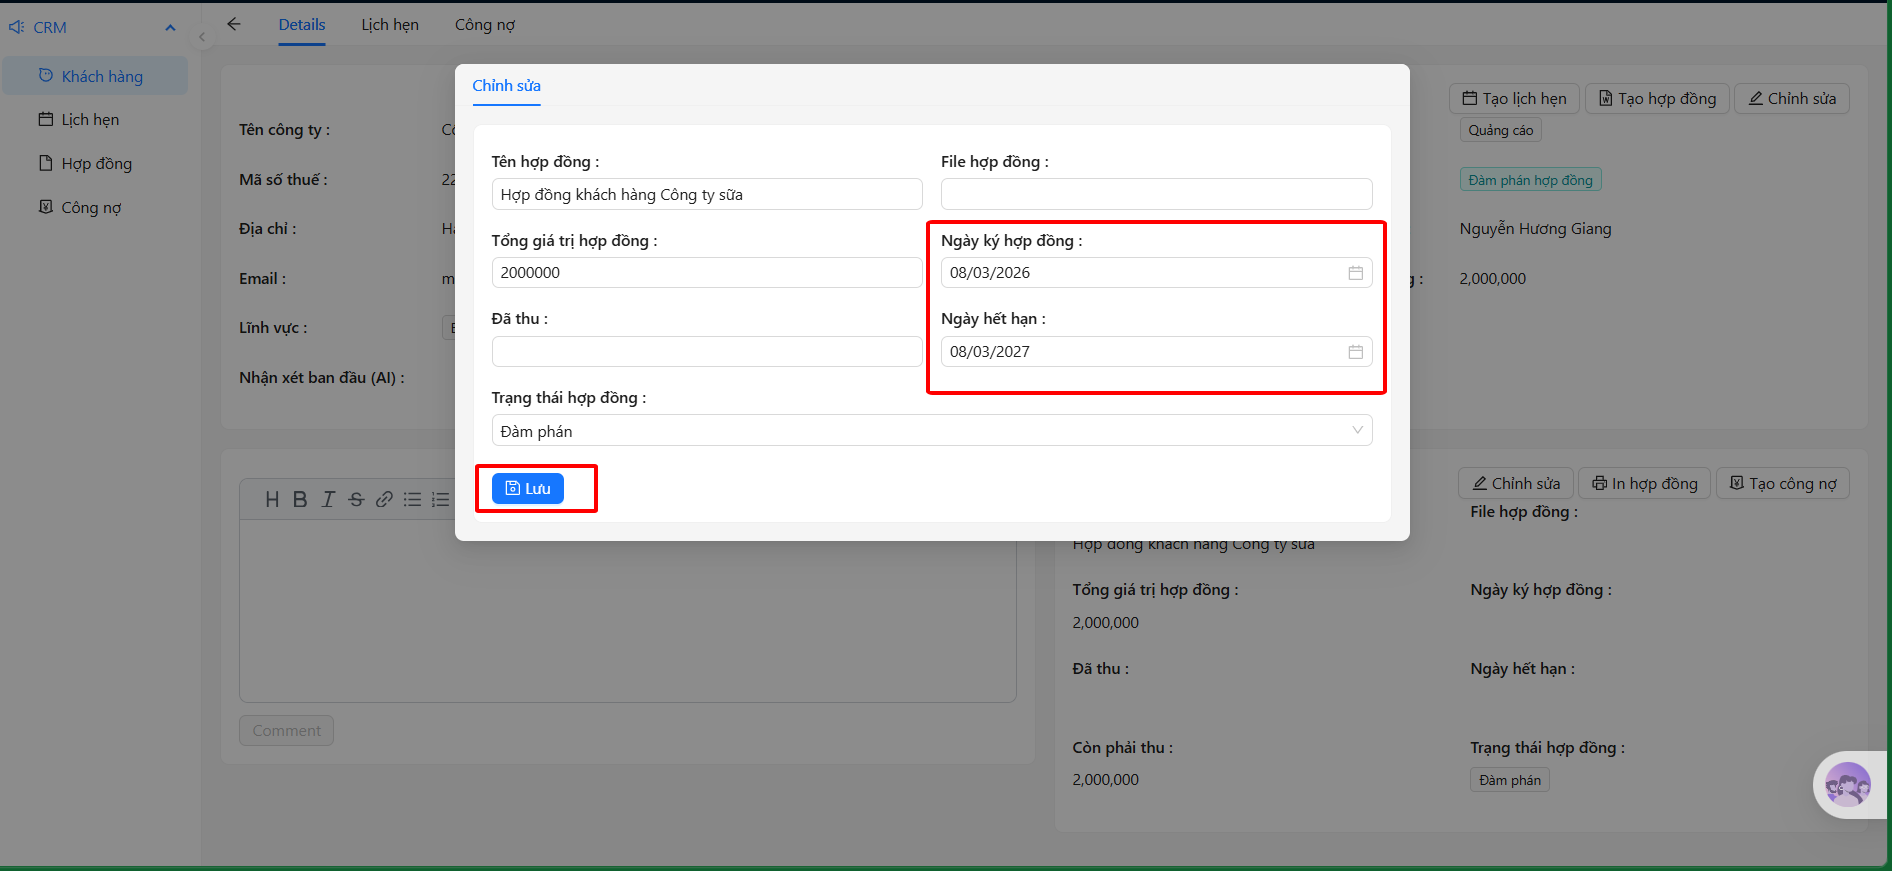 CRM
Khách hàng
Lịch hẹn
Hợp đồng
Công nợ
Details
Lịch hẹn
Công nợ
Tên công ty :
Mã số thuế :
Địa chỉ :
Email :
Lĩnh vực :
Nhận xét ban đầu (AI) :
Tạo lịch hẹn
Tạo hợp đồng
Chỉnh sửa
Quảng cáo
Đàm phán hợp đồng
Nguyễn Hương Giang
2,000,000
Chỉnh sửa
Tên hợp đồng :
Hợp đồng khách hàng Công ty sữa
File hợp đồng :
Tổng giá trị hợp đồng :
2000000
Ngày ký hợp đồng :
08/03/2026
Đã thu :
Ngày hết hạn :
08/03/2027
Trạng thái hợp đồng :
Đàm phán
Lưu
H B I S
Comment
Chỉnh sửa
In hợp đồng
Tạo công nợ
File hợp đồng :
Hợp đồng khách hàng Công ty sữa
Tổng giá trị hợp đồng :
2,000,000
Ngày ký hợp đồng :
Đã thu :
Ngày hết hạn :
Còn phải thu :
2,000,000
Trạng thái hợp đồng :
Đàm phán